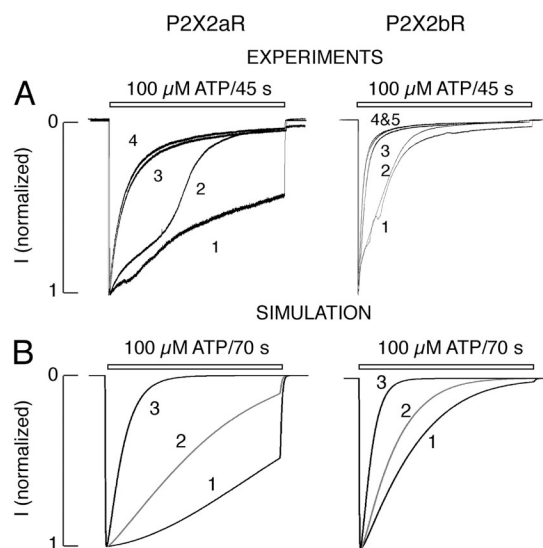 P2X2aR P2X2bR
EXPERIMENTS
A 100 µM ATP/45 s 100 µM ATP/45 s
0
4 4&5
3 3
2 2
1 1
I (normalized)
1
SIMULATION
B 100 µM ATP/70 s 100 µM ATP/70 s
0
3 3
2 2
1 1
I (normalized)
1